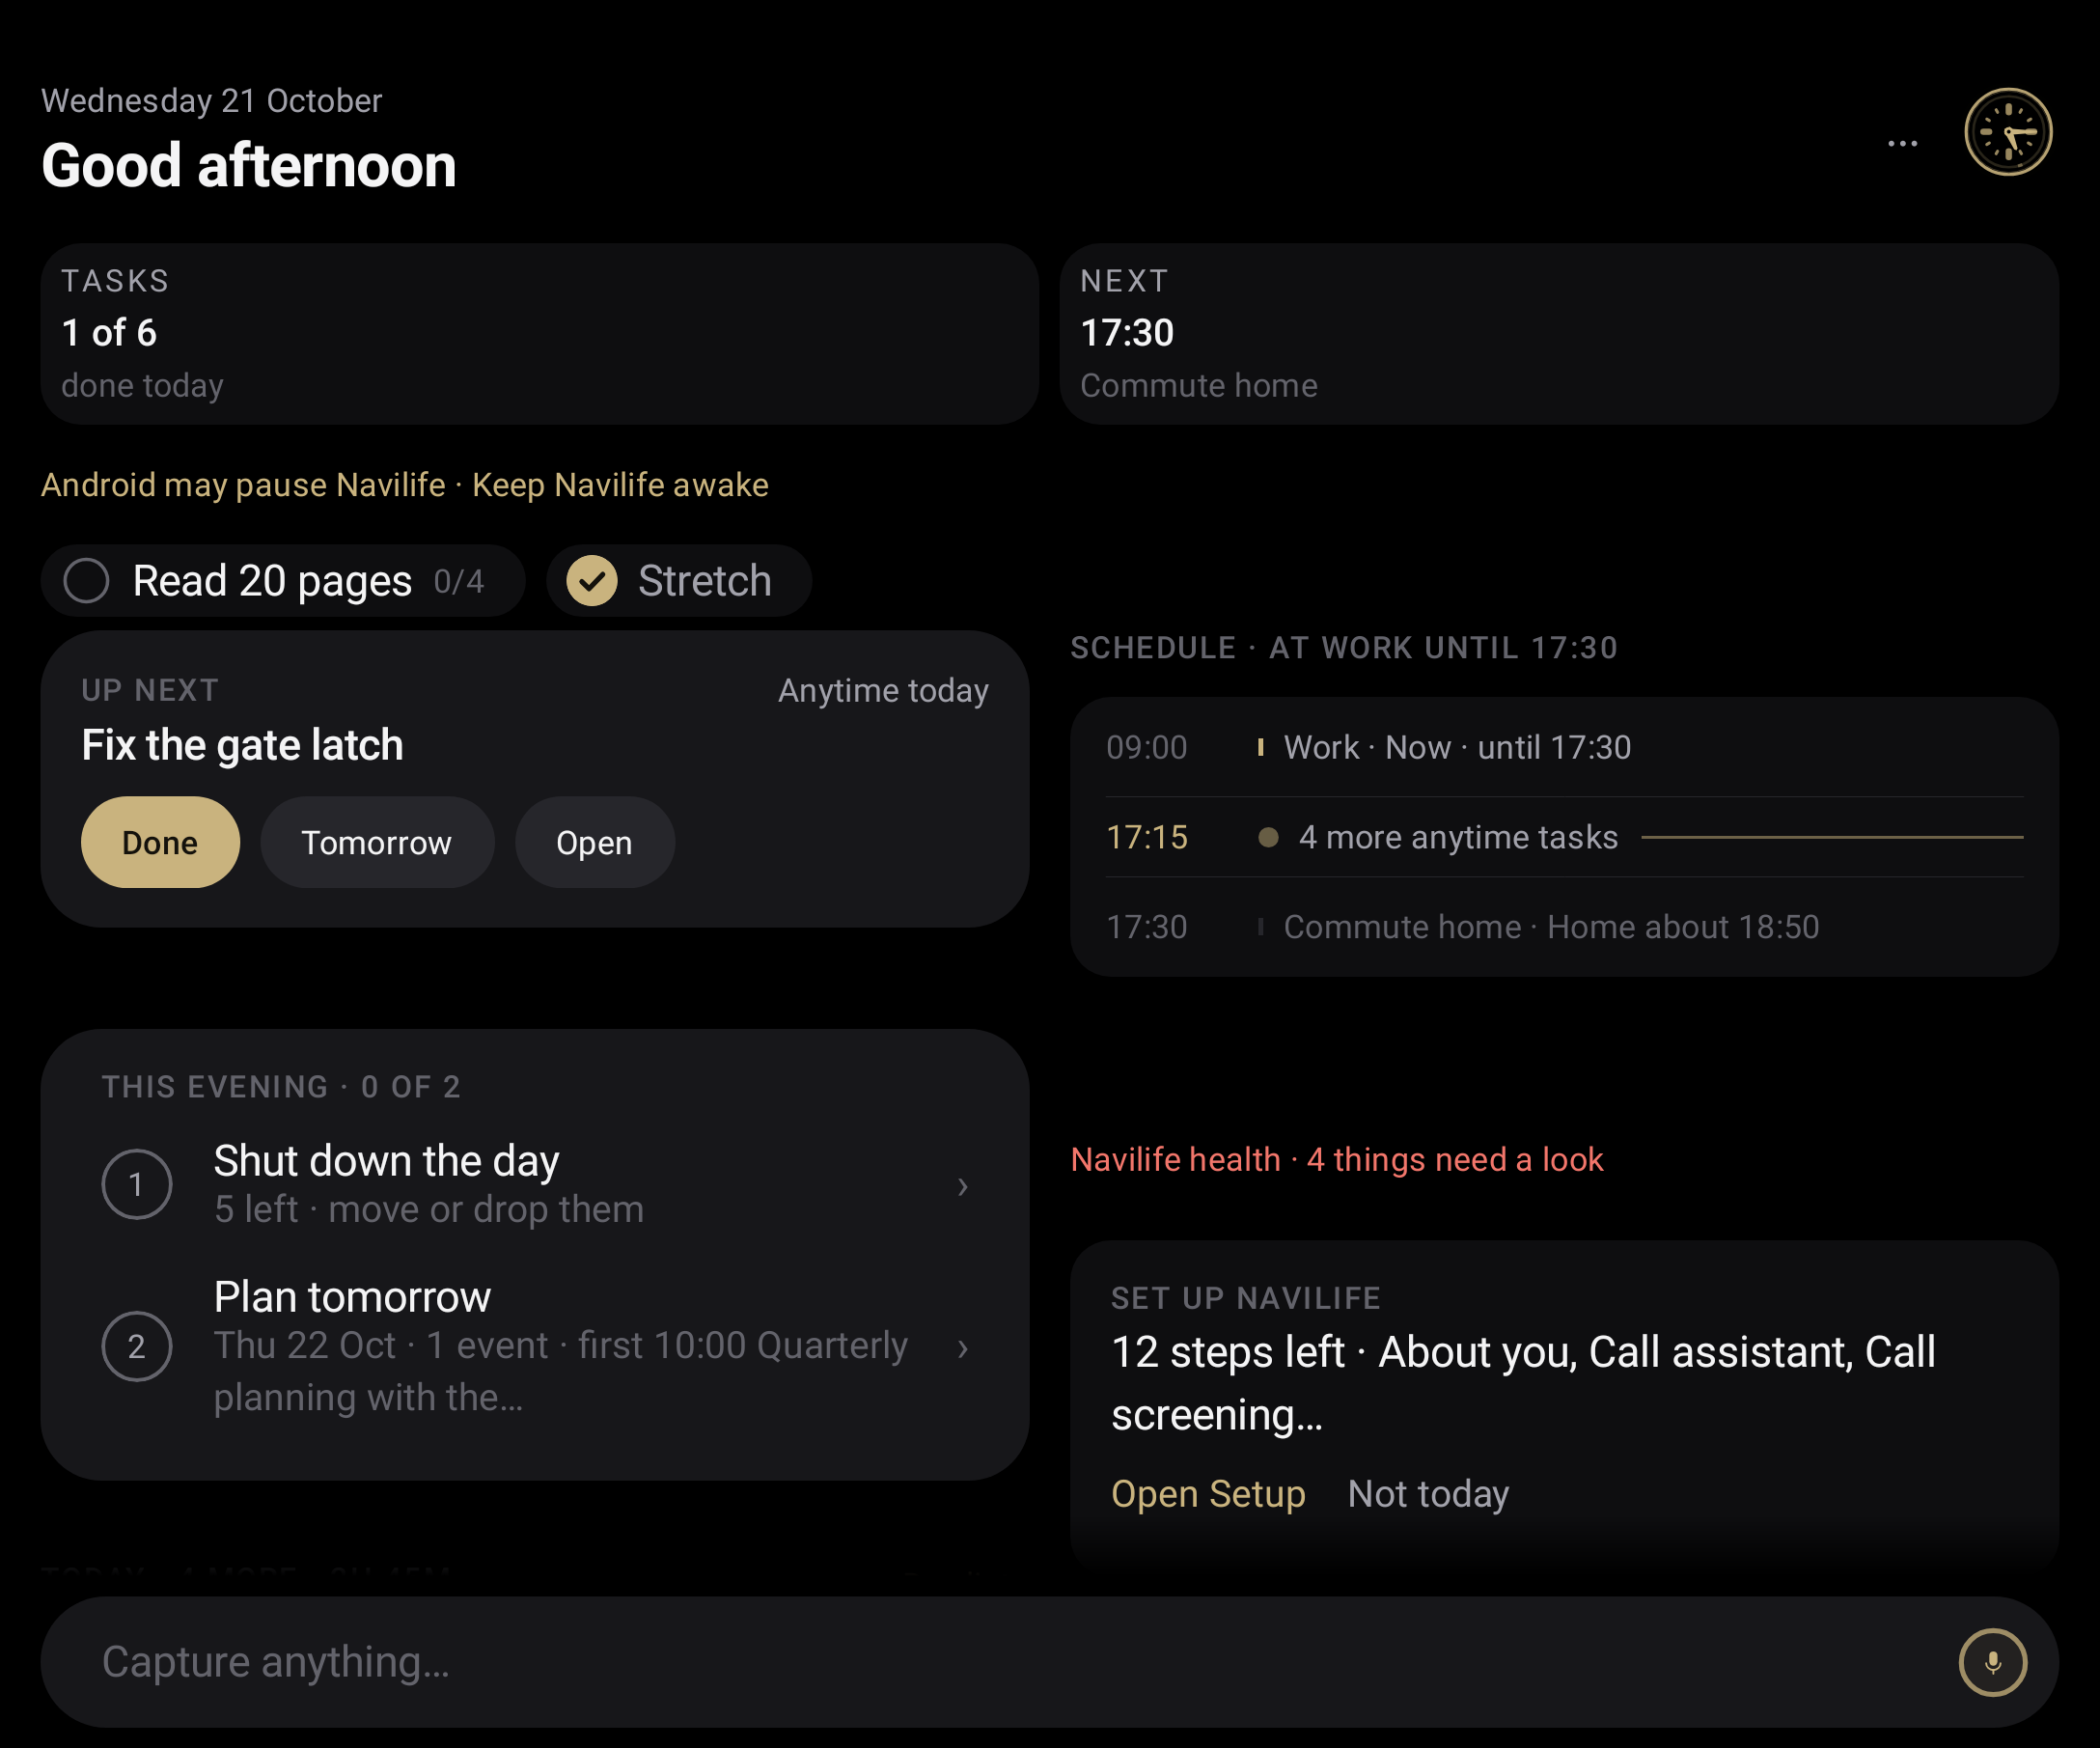 Wednesday 21 October
Good afternoon
...
TASKS
1 of 6
done today
NEXT
17:30
Commute home
Android may pause Navilife · Keep Navilife awake
Read 20 pages 0/4
Stretch
UP NEXT
Anytime today
Fix the gate latch
Done
Tomorrow
Open
SCHEDULE · AT WORK UNTIL 17:30
09:00 Work · Now · until 17:30
17:15 4 more anytime tasks
17:30 Commute home · Home about 18:50
THIS EVENING · 0 OF 2
1 Shut down the day
5 left · move or drop them
2 Plan tomorrow
Thu 22 Oct · 1 event · first 10:00 Quarterly
planning with the…
Navilife health · 4 things need a look
SET UP NAVILIFE
12 steps left · About you, Call assistant, Call
screening…
Open Setup
Not today
Capture anything…